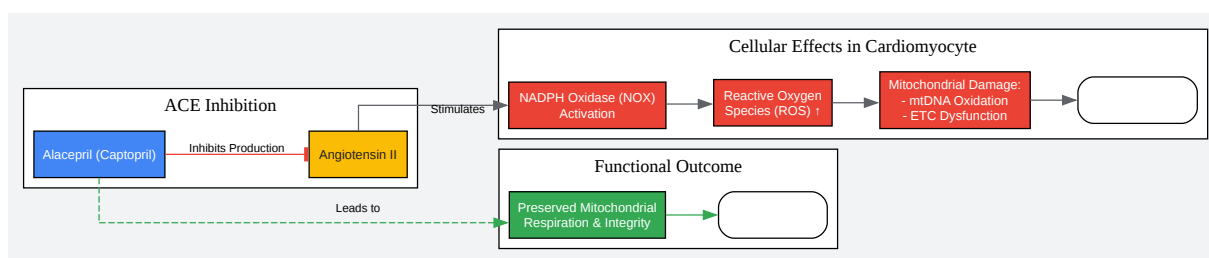 Cellular Effects in Cardiomyocyte
NADPH Oxidase (NOX)
Activation
Reactive Oxygen
Species (ROS) ↑
Mitochondrial Damage:
- mtDNA Oxidation
- ETC Dysfunction
ACE Inhibition
Alacepril (Captopril)
Inhibits Production
Angiotensin II
Stimulates
Functional Outcome
Leads to
Preserved Mitochondrial
Respiration & Integrity